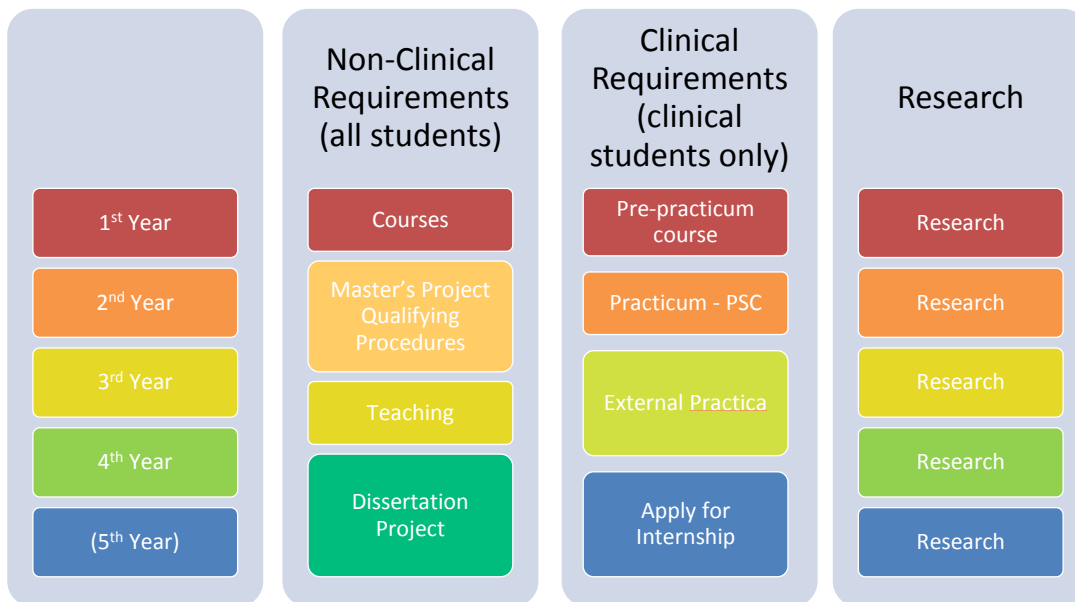 Non-Clinical
Requirements
(all students)
Clinical
Requirements
(clinical
students only)
Research
1st Year
Courses
Pre-practicum
course
Research
2nd Year
Master's Project
Qualifying
Procedures
Practicum - PSC
Research
3rd Year
Teaching
External Practica
Research
4th Year
Dissertation
Project
Research
(5th Year)
Apply for
Internship
Research